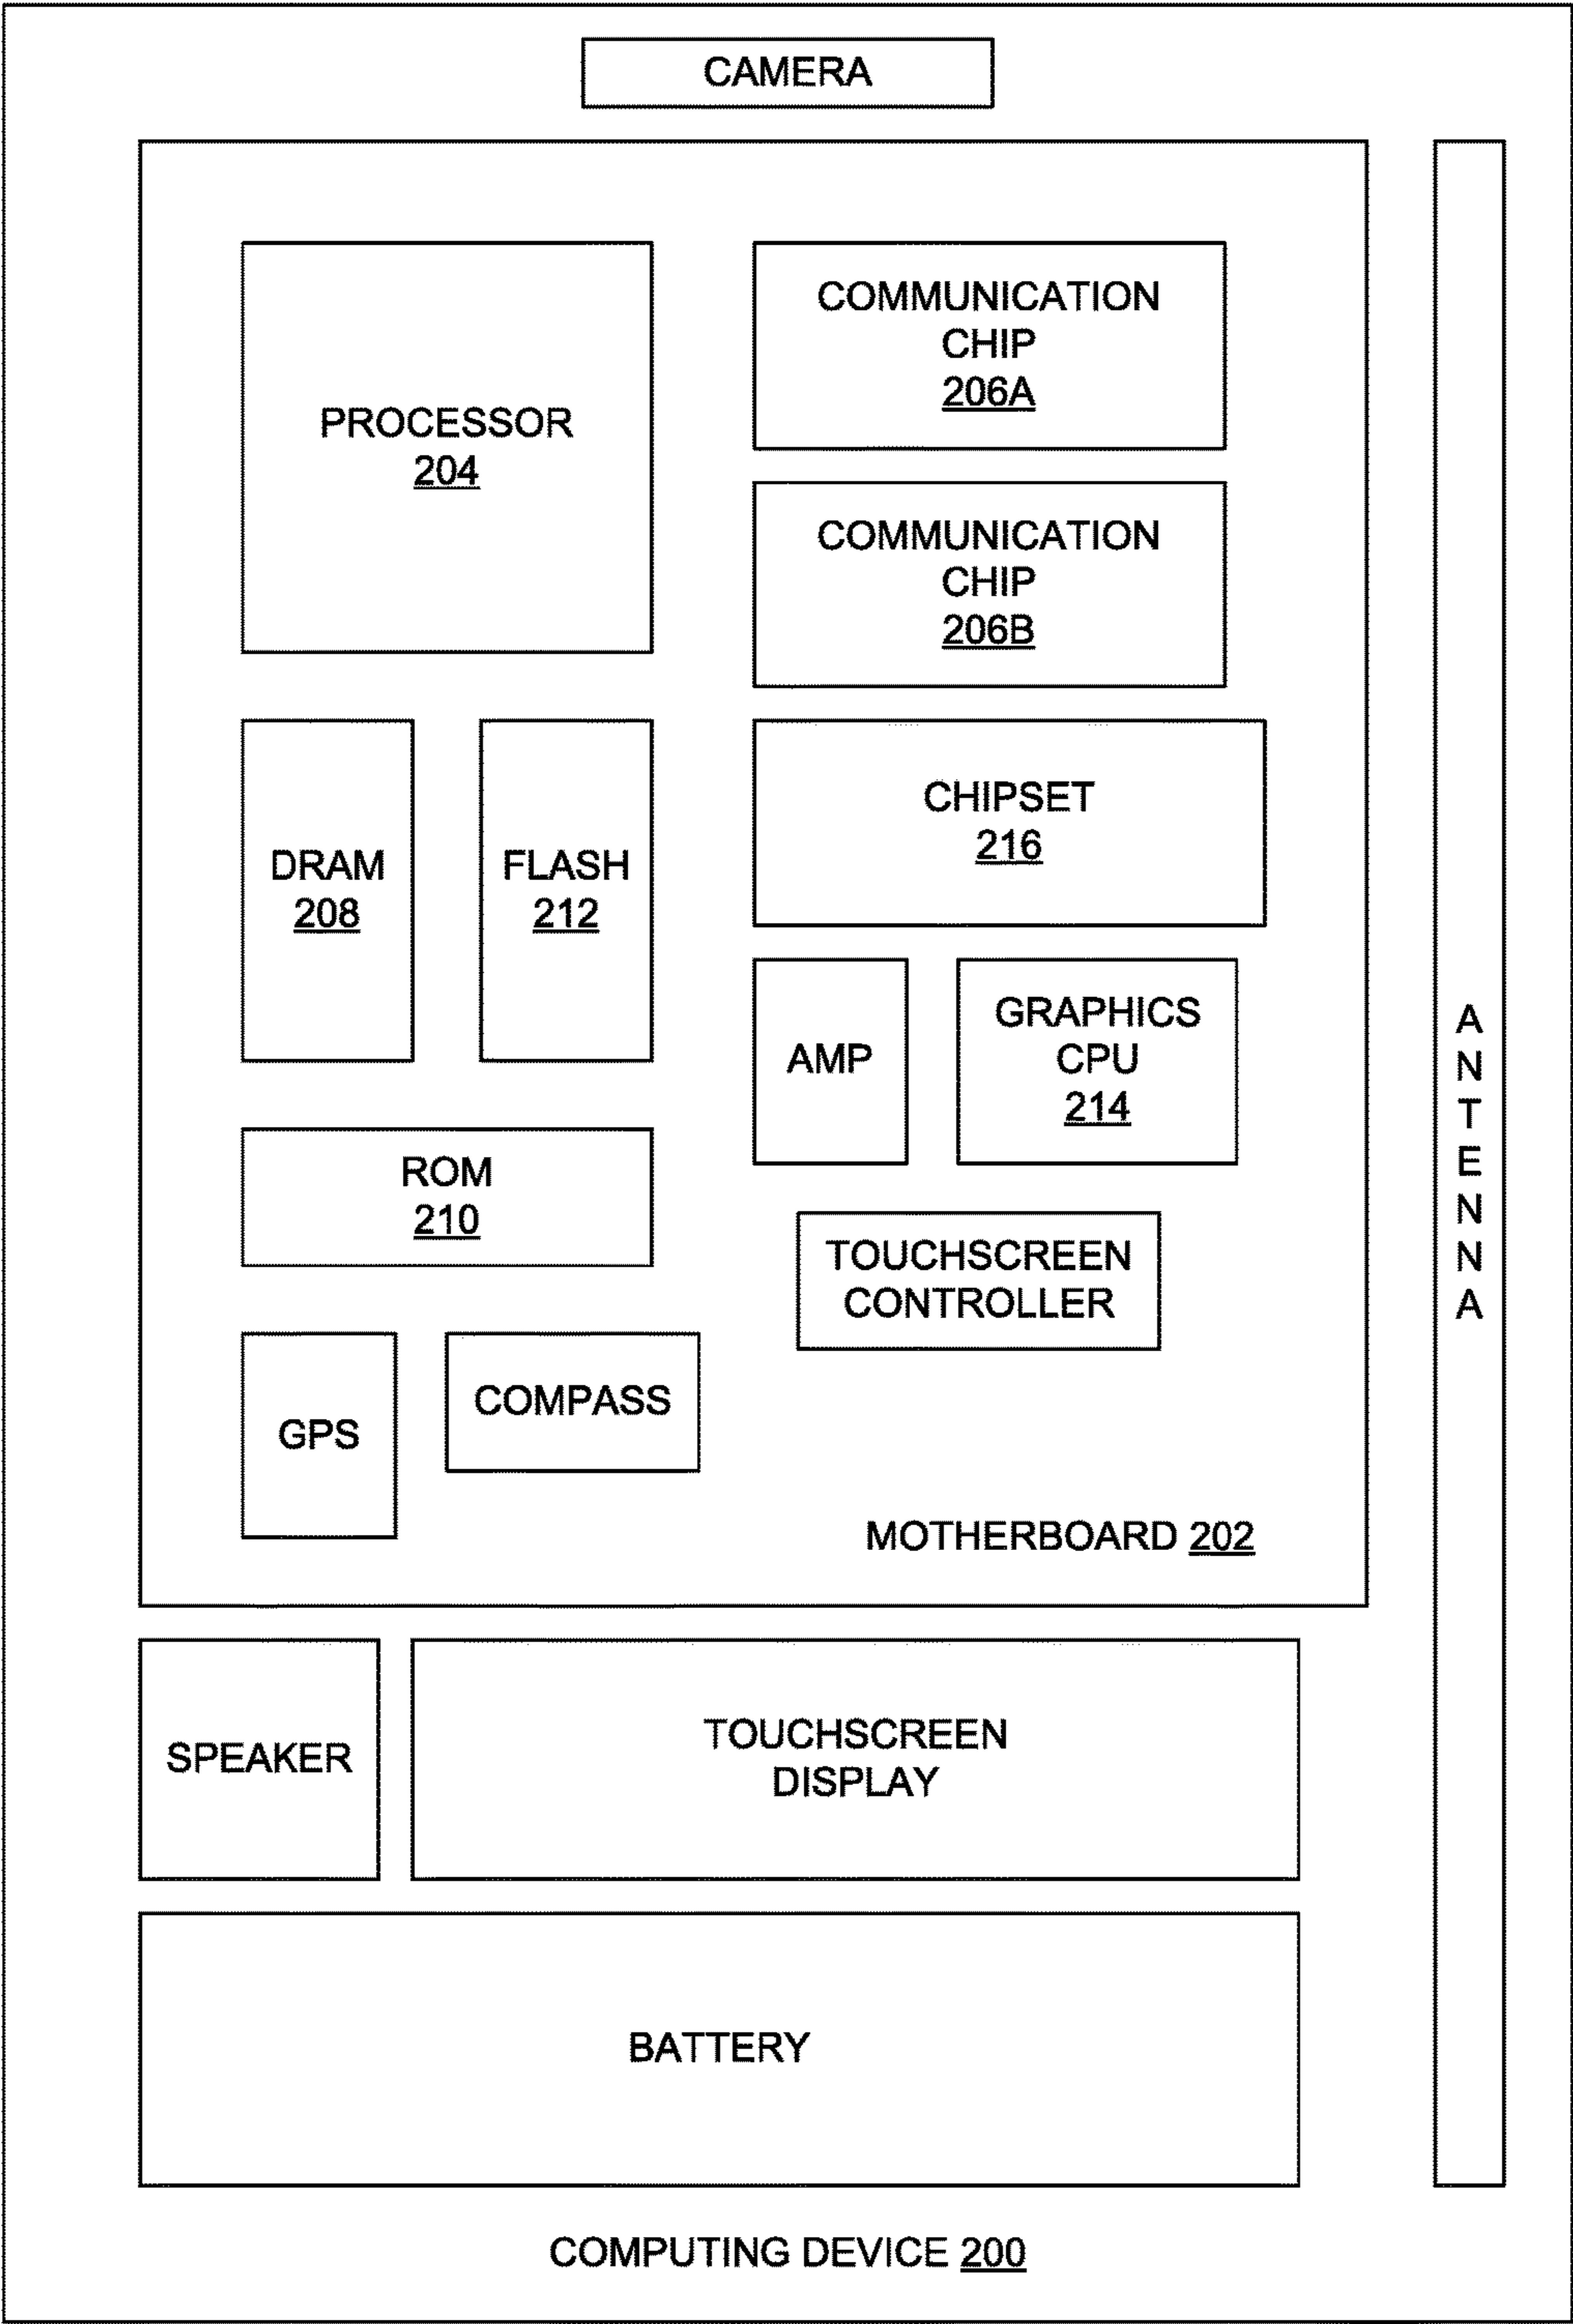 CAMERA
PROCESSOR
204
COMMUNICATION
CHIP
206A
COMMUNICATION
CHIP
206B
DRAM
208
FLASH
212
CHIPSET
216
AMP
GRAPHICS
CPU
214
ROM
210
TOUCHSCREEN
CONTROLLER
GPS
COMPASS
MOTHERBOARD 202
ANTENNA
SPEAKER
TOUCHSCREEN
DISPLAY
BATTERY
COMPUTING DEVICE 200